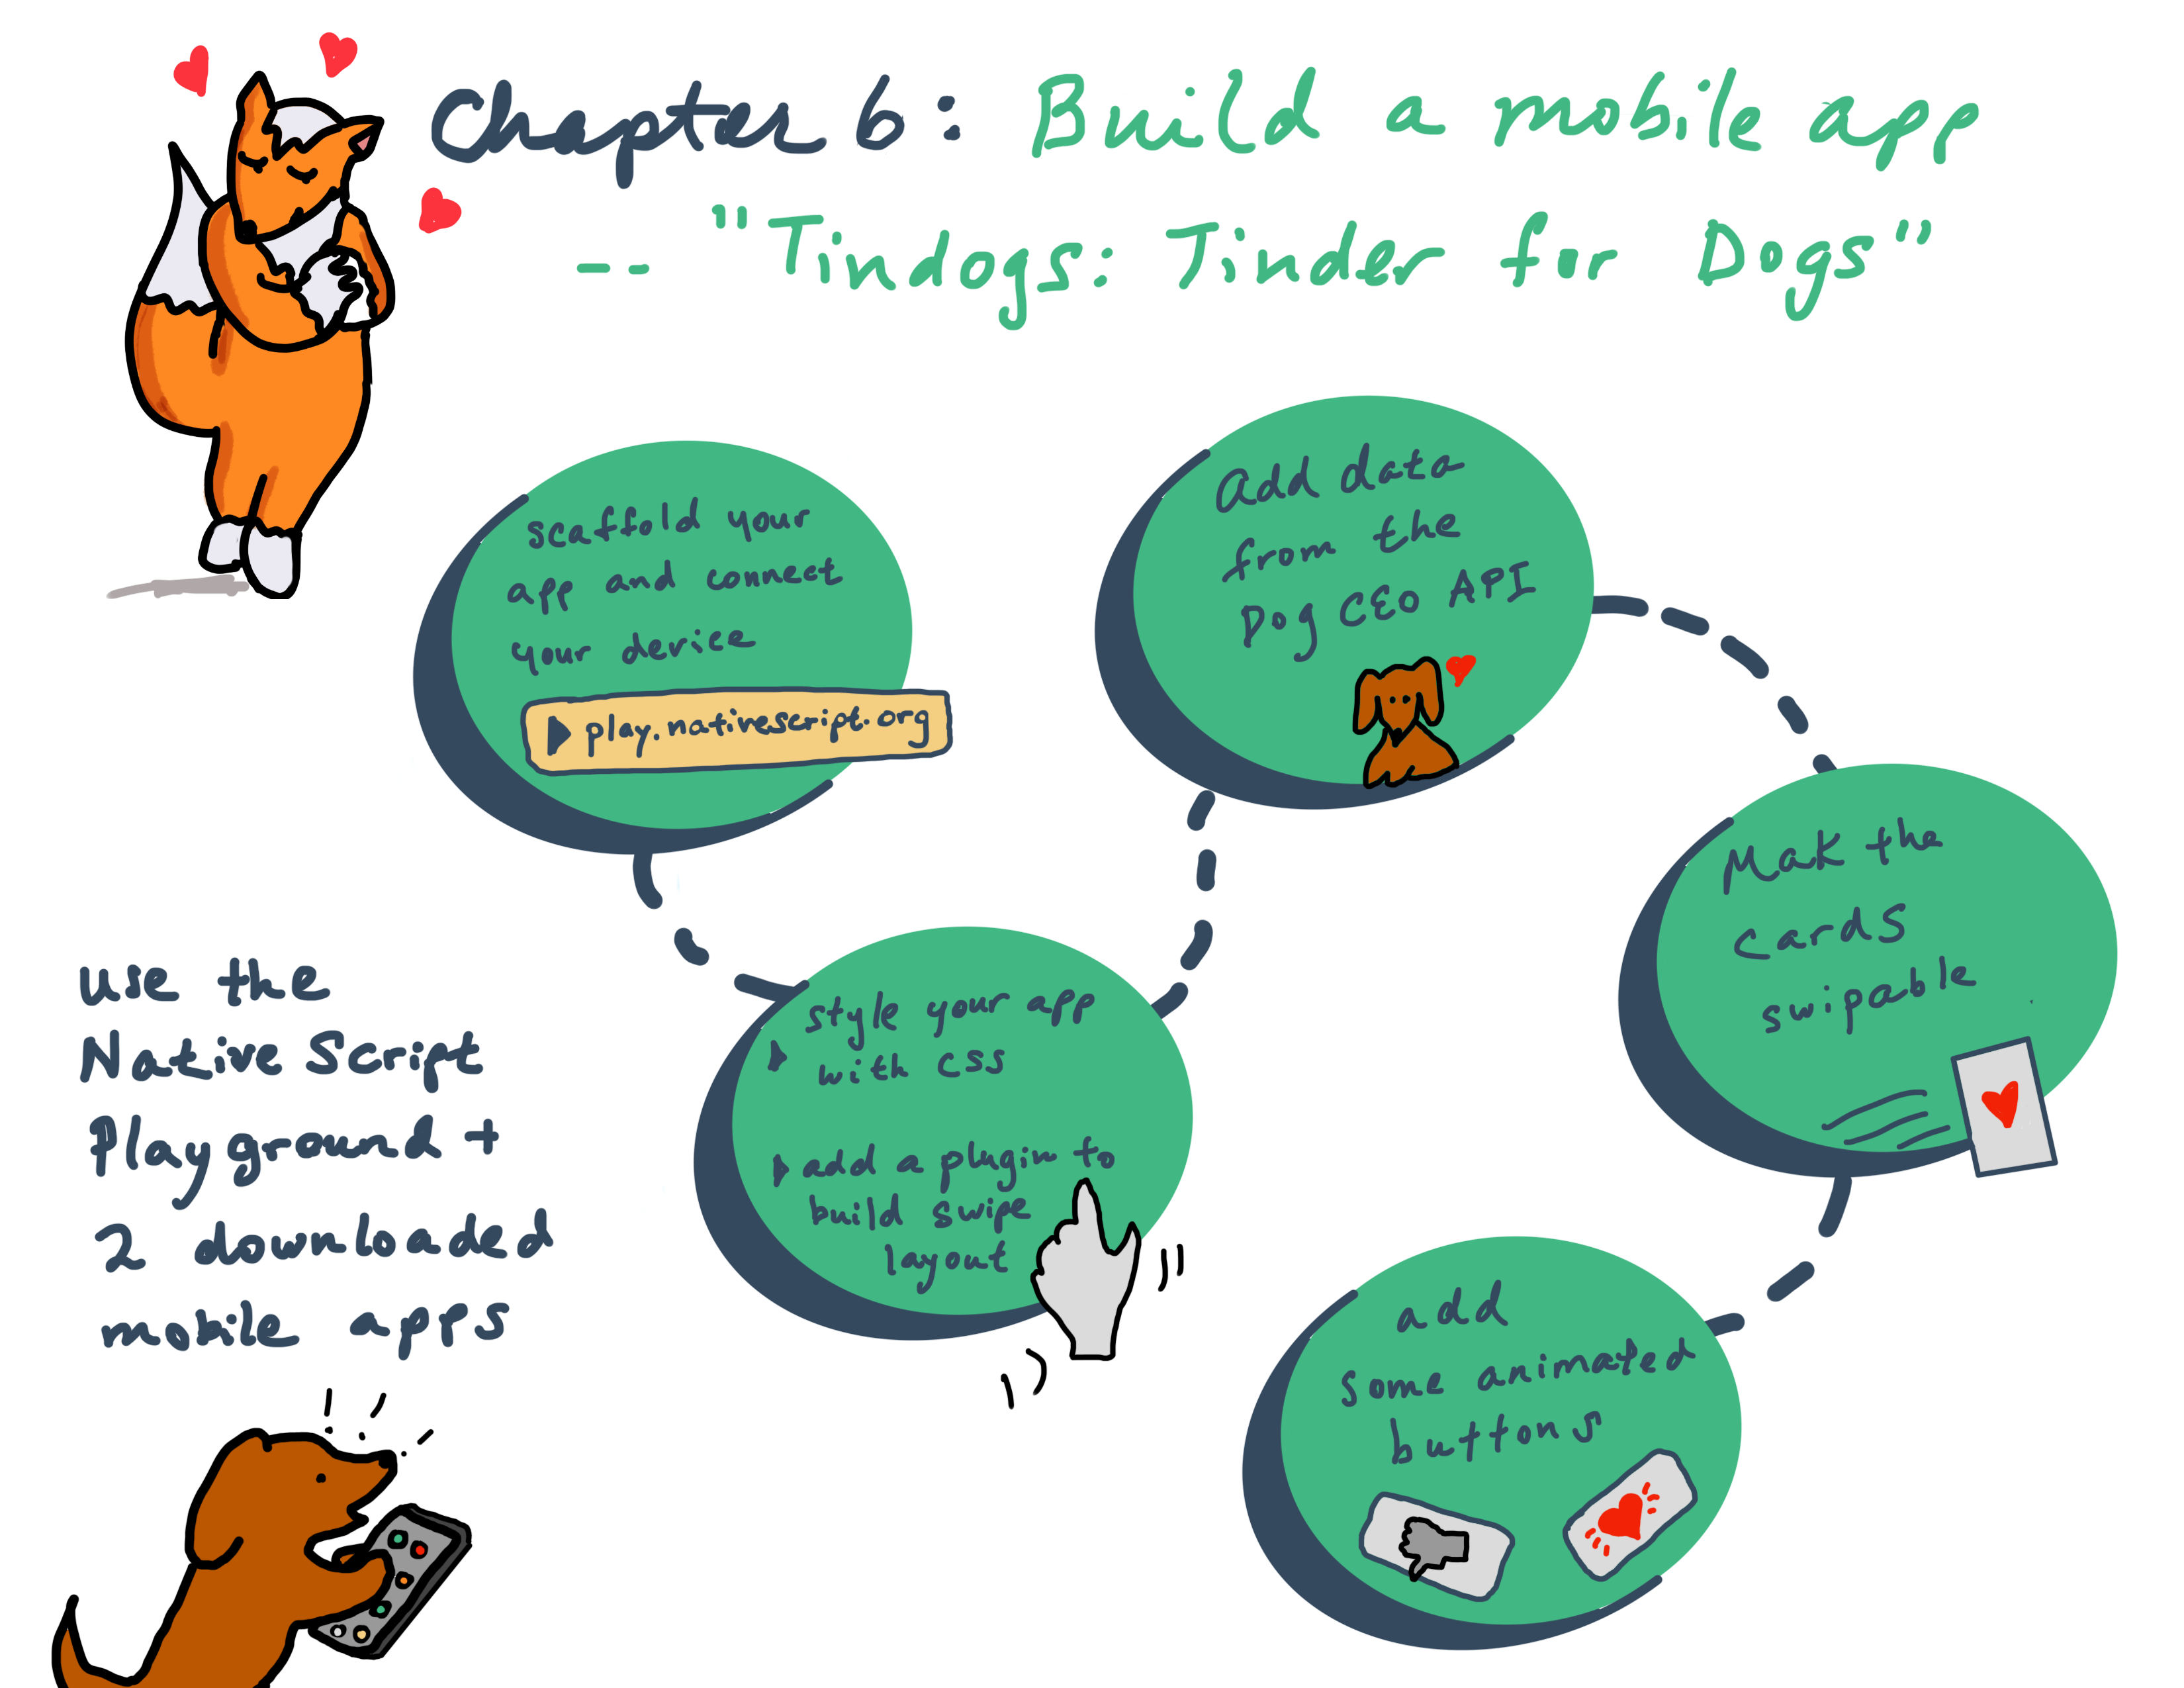 Chapter 6: Build a mobile app
-- "Tindogs: Tinder for Dogs"
scaffold your
app and connect
your device
play.nativescript.org
style your app
with css
add a plugin to
build swipe
layout
Add data
from the
Dog CEO API
Mak the
cards
swipable
add
some animated
buttons
use the
Native Script
Playground +
2 downloaded
mobile apps